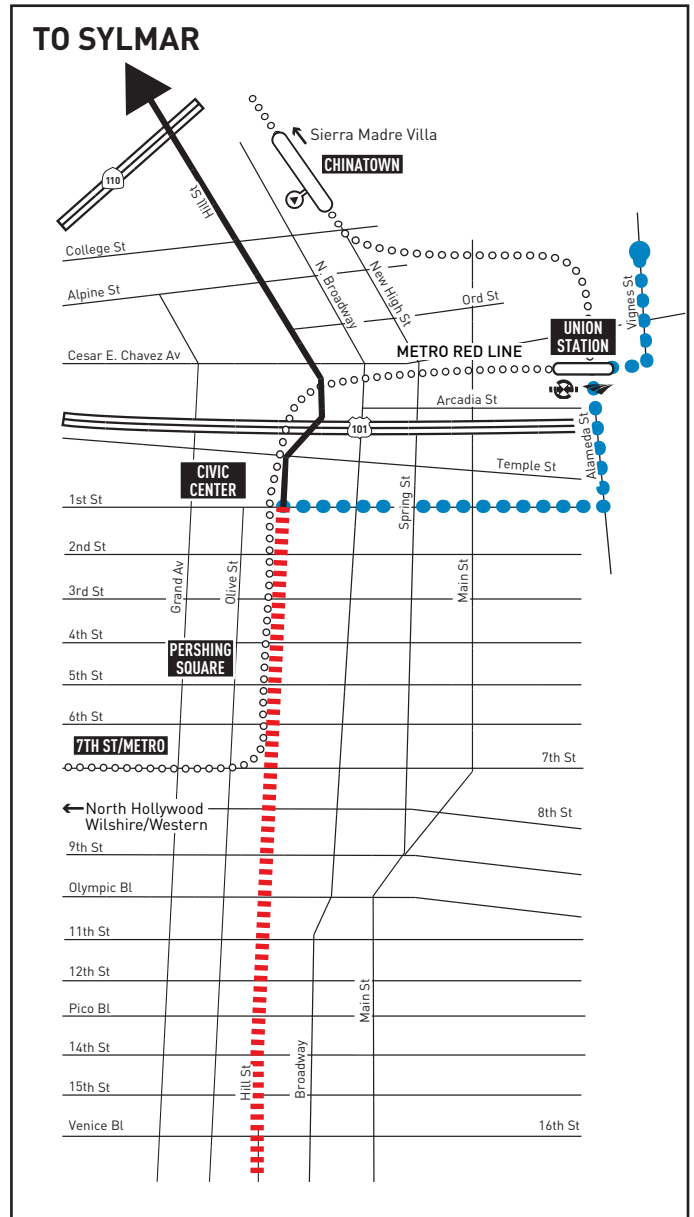 TO SYLMAR
Sierra Madre Villa
CHINATOWN
110
Hill St
College St
N. Broadway
New High St
Vignes St
Alpine St
Ord St
UNION
STATION
METRO RED LINE
Cesar E. Chavez Av
Arcadia St
101
Alameda St
Temple St
CIVIC
CENTER
1st St
Spring St
2nd St
Grand Av
Olive St
Main St
3rd St
4th St
PERSHING
SQUARE
5th St
6th St
7TH ST/METRO
7th St
North Hollywood
Wilshire/Western
8th St
9th St
Olympic Bl
11th St
12th St
Main St
Pico Bl
14th St
Hill St
Broadway
15th St
Venice Bl
16th St